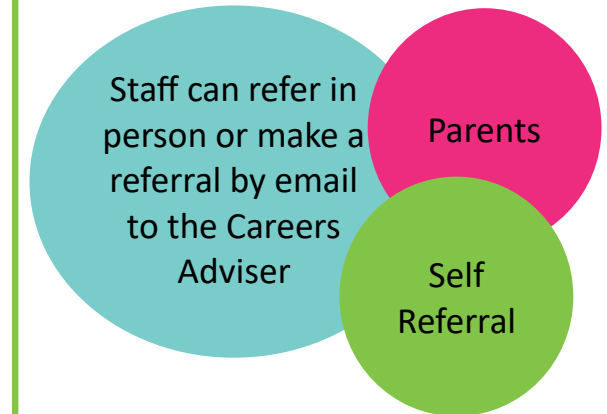 Staff can refer in
person or make a
referral by email
to the Careers
Adviser
Parents
Self
Referral